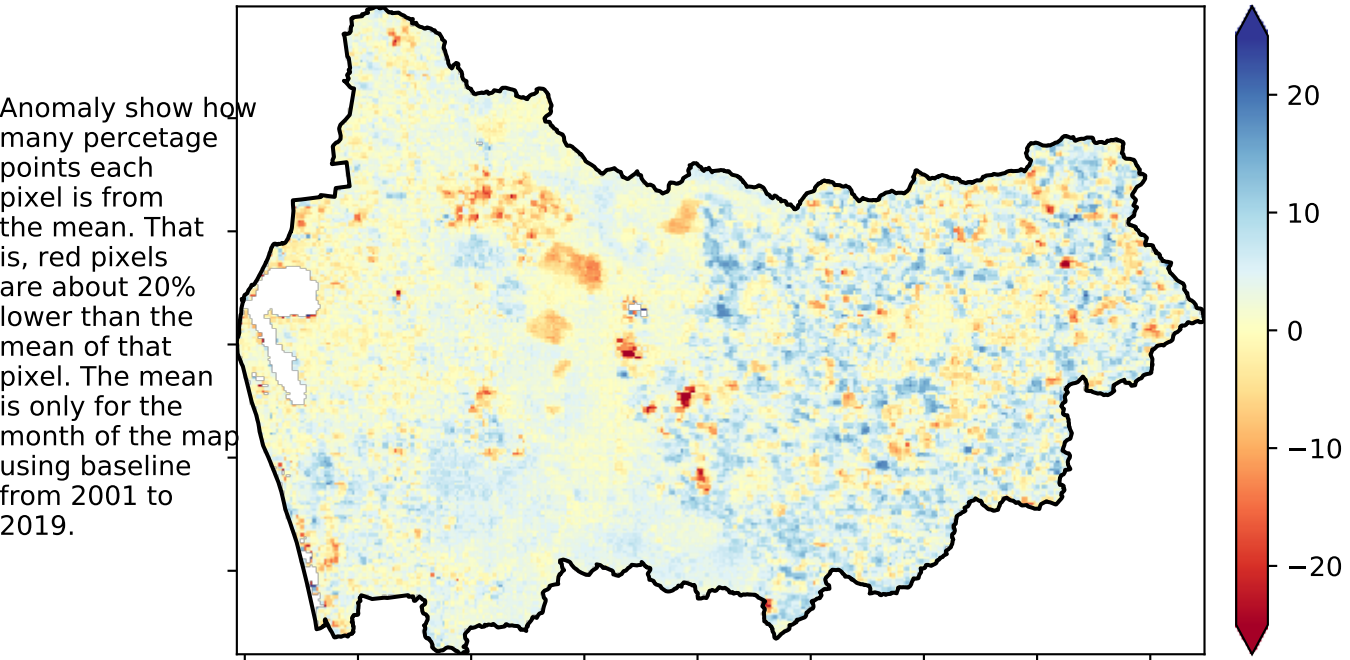 Anomaly show how
many percetage
points each
pixel is from
the mean. That
is, red pixels
are about 20%
lower than the
mean of that
pixel. The mean
is only for the
month of the map
using baseline
from 2001 to
2019.
20
10
0
−10
−20